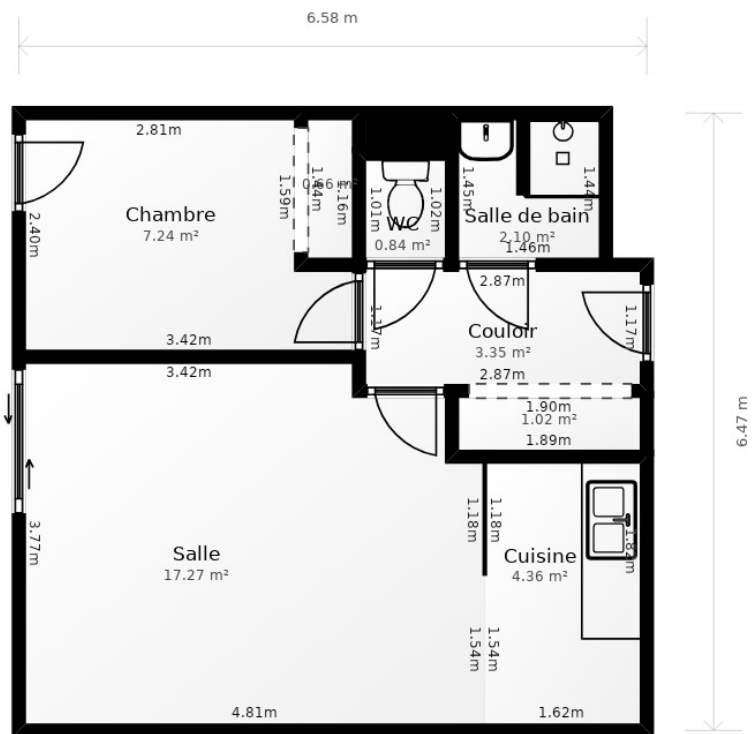 6.58 m
2.81m
1.59m
1.44m
0.66 m²
1.16m
1.01m
WC
0.84 m²
1.02m
1.45m
1.44m
Salle de bain
2.10 m²
1.46m
2.40m
Chambre
7.24 m²
3.42m
3.42m
2.87m
1.17m
Couloir
3.35 m²
1.17m
2.87m
1.90m
1.02 m²
1.89m
6.47 m
3.77m
Salle
17.27 m²
1.18m
1.18m
Cuisine
4.36 m²
1.54m
1.54m
4.81m
1.62m